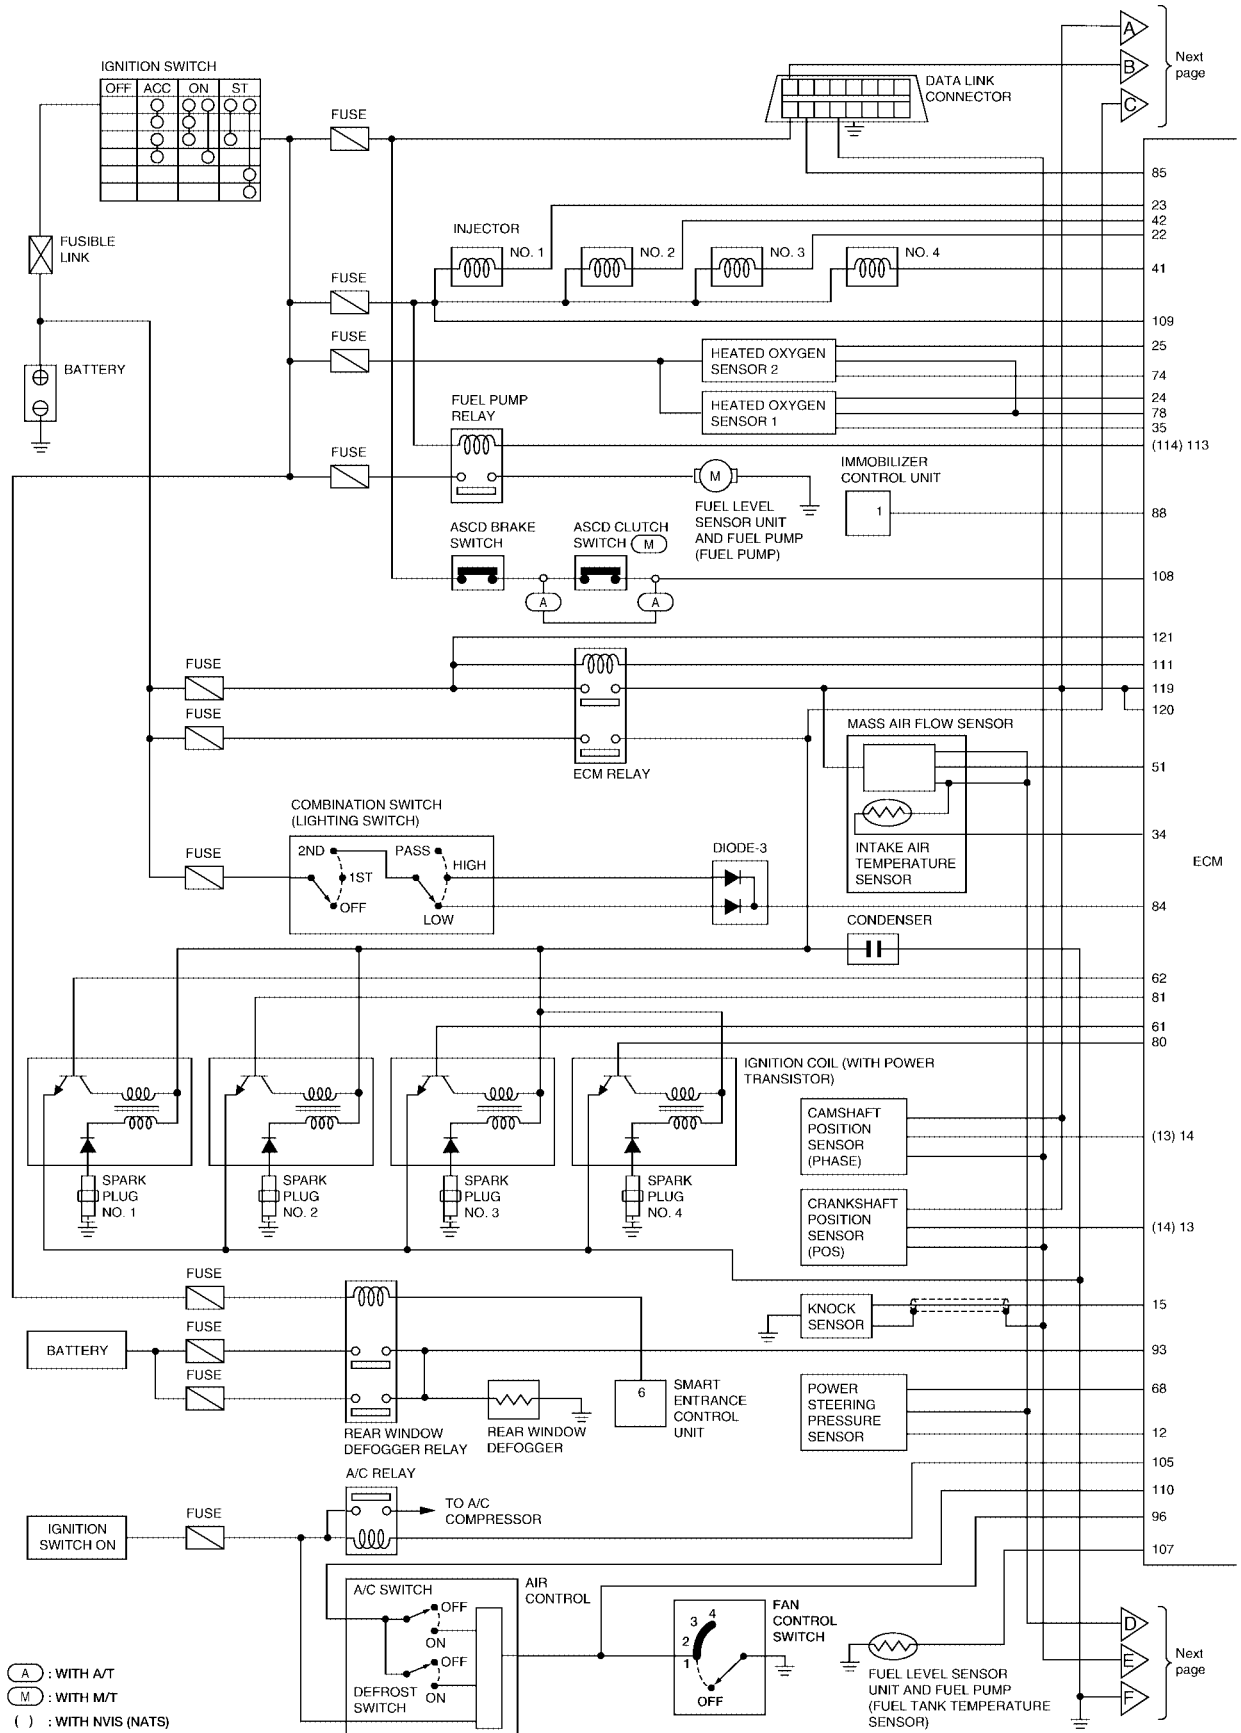 A
B
C
Next
page
IGNITION SWITCH
OFF ACC ON ST
FUSE
DATA LINK
CONNECTOR
85
23
42
22
INJECTOR
NO. 1
NO. 2
NO. 3
NO. 4
41
FUSIBLE
LINK
FUSE
109
FUSE
25
HEATED OXYGEN
SENSOR 2
74
BATTERY
24
HEATED OXYGEN
SENSOR 1
78
35
FUEL PUMP
RELAY
(114) 113
FUSE
M
IMMOBILIZER
CONTROL UNIT
1
88
FUEL LEVEL
SENSOR UNIT
AND FUEL PUMP
(FUEL PUMP)
ASCD BRAKE
SWITCH
ASCD CLUTCH
SWITCH M
108
A
A
121
FUSE
111
119
120
FUSE
ECM RELAY
MASS AIR FLOW SENSOR
51
34
INTAKE AIR
TEMPERATURE
SENSOR
ECM
COMBINATION SWITCH
(LIGHTING SWITCH)
FUSE
2ND
1ST
OFF
PASS
HIGH
LOW
DIODE-3
84
CONDENSER
62
81
61
80
IGNITION COIL (WITH POWER
TRANSISTOR)
CAMSHAFT
POSITION
SENSOR
(PHASE)
(13) 14
SPARK
PLUG
NO. 1
SPARK
PLUG
NO. 2
SPARK
PLUG
NO. 3
SPARK
PLUG
NO. 4
CRANKSHAFT
POSITION
SENSOR
(POS)
(14) 13
FUSE
KNOCK
SENSOR
15
FUSE
BATTERY
93
FUSE
6
SMART
ENTRANCE
CONTROL
UNIT
POWER
STEERING
PRESSURE
SENSOR
68
12
REAR WINDOW
DEFOGGER RELAY
REAR WINDOW
DEFOGGER
105
A/C RELAY
110
TO A/C
COMPRESSOR
FUSE
IGNITION
SWITCH ON
96
107
A/C SWITCH
AIR
CONTROL
OFF
ON
OFF
ON
DEFROST
SWITCH
FAN
CONTROL
SWITCH
4
3
2
1
OFF
FUEL LEVEL SENSOR
UNIT AND FUEL PUMP
(FUEL TANK TEMPERATURE
SENSOR)
D
E
F
Next
page
A : WITH A/T
M : WITH M/T
( ) : WITH NVIS (NATS)